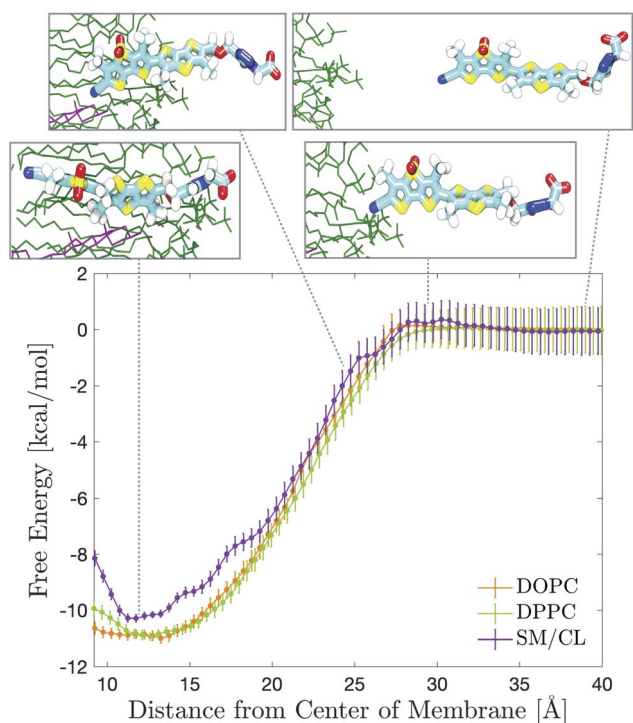 Free Energy [kcal/mol]
0
-2
-4
-6
-8
-10
-12
DOPC
DPPC
SM/CL
10 15 20 25 30 35 40
Distance from Center of Membrane [Å]